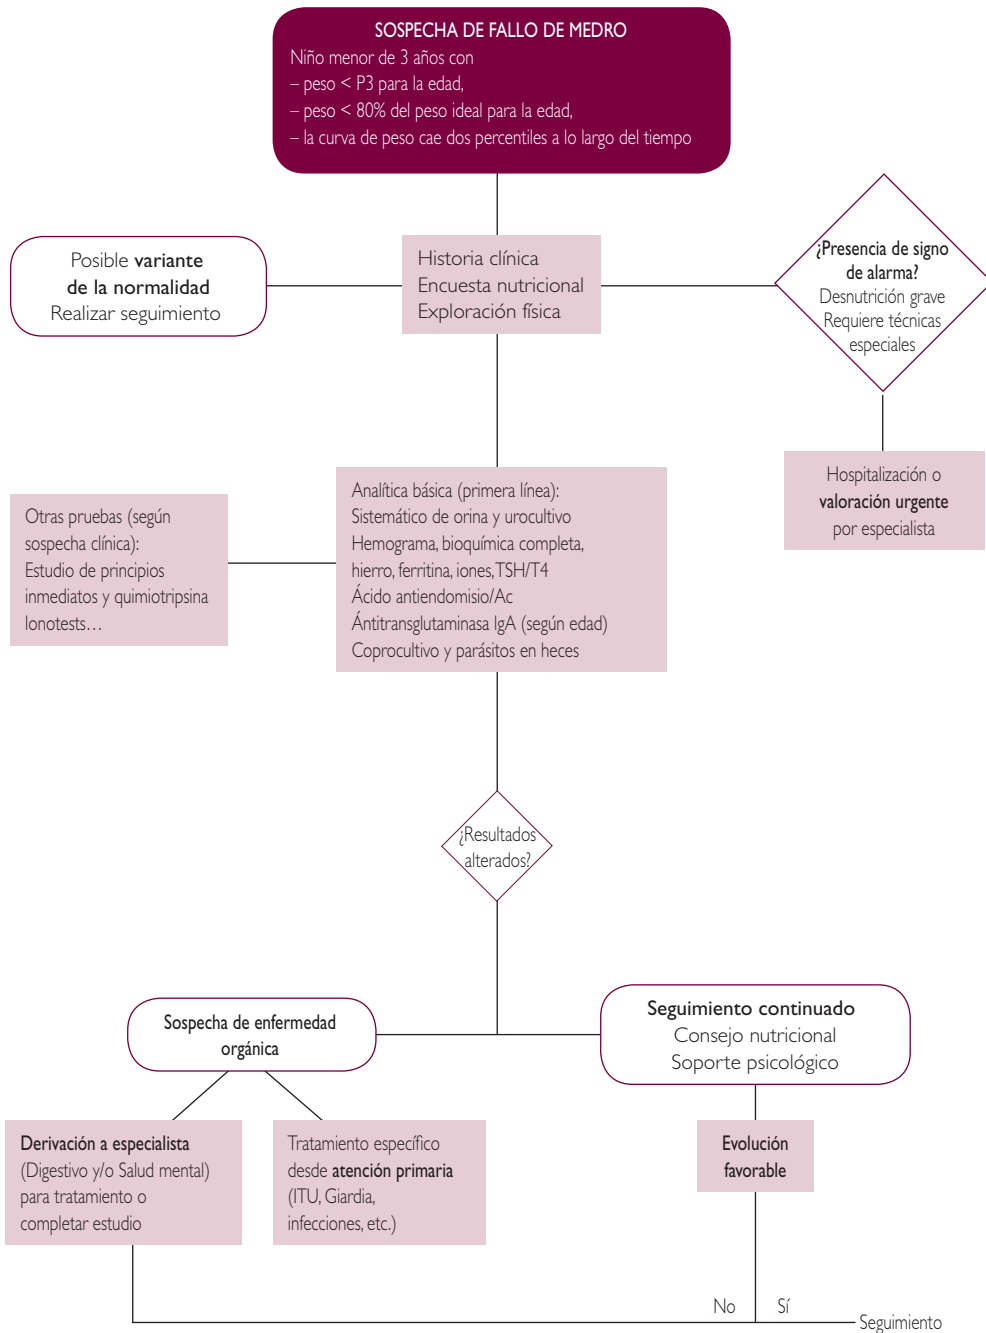 SOSPECHA DE FALLO DE MEDRO
Niño menor de 3 años con
– peso < P3 para la edad,
– peso < 80% del peso ideal para la edad,
– la curva de peso cae dos percentiles a lo largo del tiempo
Posible variante
de la normalidad
Realizar seguimiento
Historia clínica
Encuesta nutricional
Exploración física
¿Presencia de signo
de alarma?
Desnutrición grave
Requiere técnicas
especiales
Hospitalización o
valoración urgente
por especialista
Otras pruebas (según
sospecha clínica):
Estudio de principios
inmediatos y quimiotripsina
Ionotests…
Analítica básica (primera línea):
Sistemático de orina y urocultivo
Hemograma, bioquímica completa,
hierro, ferritina, iones, TSH/T4
Ácido antiendomisio/Ac
Ántitransglutaminasa IgA (según edad)
Coprocultivo y parásitos en heces
¿Resultados
alterados?
Sospecha de enfermedad
orgánica
Seguimiento continuado
Consejo nutricional
Soporte psicológico
Derivación a especialista
(Digestivo y/o Salud mental)
para tratamiento o
completar estudio
Tratamiento específico
desde atención primaria
(ITU, Giardia,
infecciones, etc.)
Evolución
favorable
No
Sí
Seguimiento